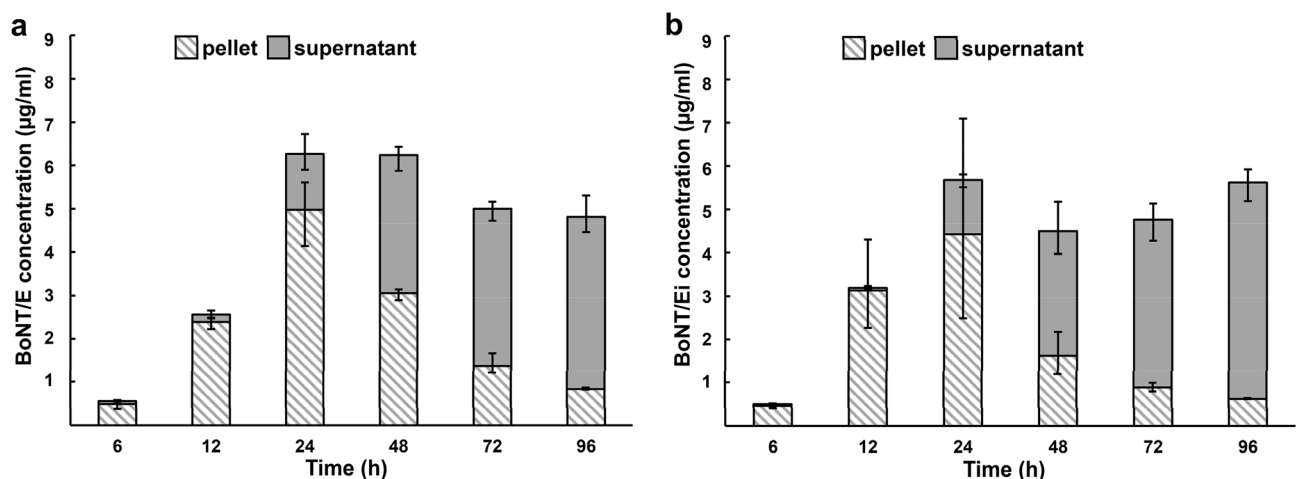 a
pellet supernatant
BoNT/E concentration (µg/ml)
9
8
7
6
5
4
3
2
1
6 12 24 48 72 96
Time (h)
b
pellet supernatant
BoNT/Ei concentration (µg/ml)
9
8
7
6
5
4
3
2
1
6 12 24 48 72 96
Time (h)